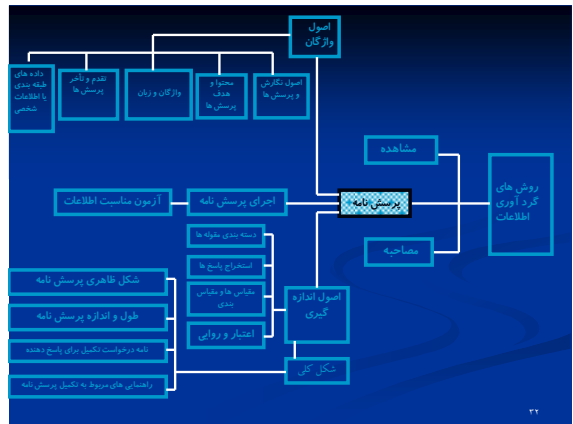 اصول
واژگان
اصول نگارش
و پرسش ها
محتوا و
هدف
پرسش ها
واژگان و زبان
تقدم و تأخر
پرسش ها
داده های
طبقه بندی
یا اطلاعات
شخصی
مشاهده
روش های
گرد آوری
اطلاعات
پرسش نامه
اجرای پرسش نامه
آزمون مناسبت اطلاعات
مصاحبه
دسته بندی مقوله ها
استخراج پاسخ ها
مقیاس ها و مقیاس
بندی
اعتبار و روایی
اصول اندازه
گیری
شکل کلی
شکل ظاهری پرسش نامه
طول و اندازه پرسش نامه
نامه درخواست تکمیل برای پاسخ دهنده
راهنمایی های مربوط به تکمیل پرسش نامه
۳۲